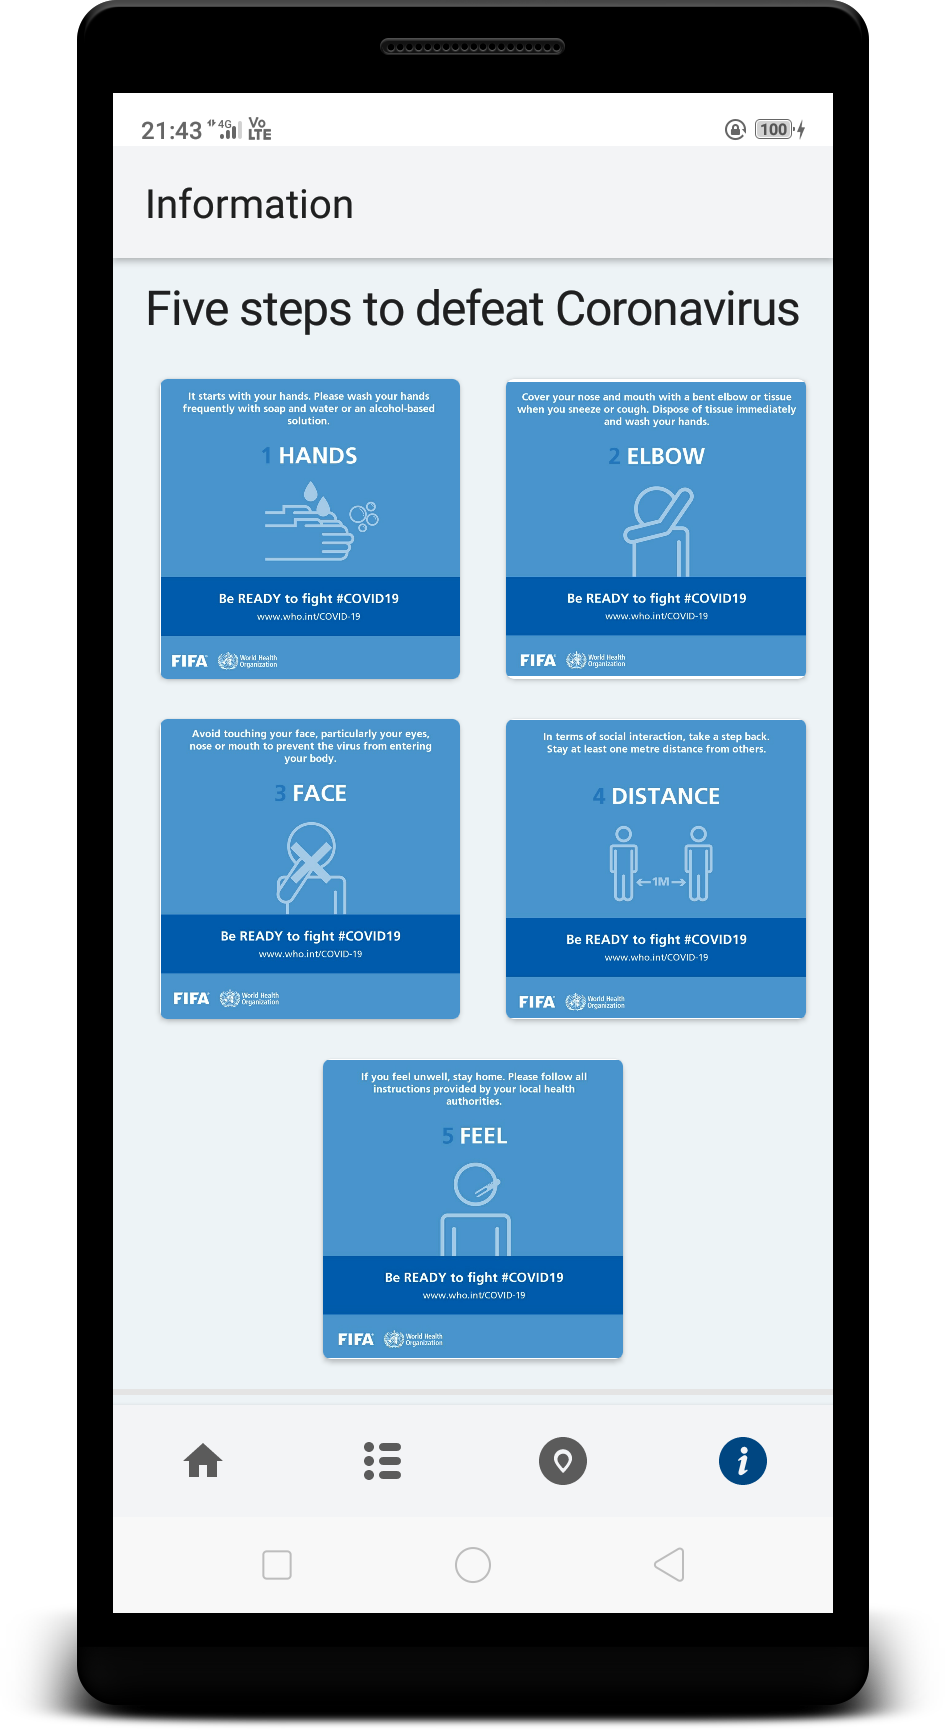 21:43 4G Vo LTE 100
Information
Five steps to defeat Coronavirus
It starts with your hands. Please wash your hands
frequently with soap and water or an alcohol-based
solution.
1 HANDS
Be READY to fight #COVID19
www.who.int/COVID-19
FIFA World Health
Organization
Cover your nose and mouth with a bent elbow or tissue
when you sneeze or cough. Dispose of tissue immediately
and wash your hands.
2 ELBOW
Be READY to fight #COVID19
www.who.int/COVID-19
FIFA World Health
Organization
Avoid touching your face, particularly your eyes,
nose or mouth to prevent the virus from entering
your body.
3 FACE
Be READY to fight #COVID19
www.who.int/COVID-19
FIFA World Health
Organization
In terms of social interaction, take a step back.
Stay at least one metre distance from others.
4 DISTANCE
1M
Be READY to fight #COVID19
www.who.int/COVID-19
FIFA World Health
Organization
If you feel unwell, stay home. Please follow all
instructions provided by your local health
authorities.
5 FEEL
Be READY to fight #COVID19
www.who.int/COVID-19
FIFA World Health
Organization
i